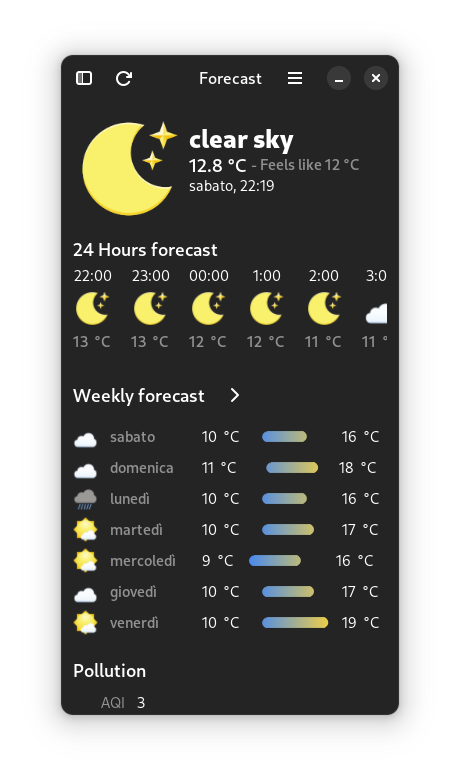 Forecast
clear sky
12.8 °C - Feels like 12 °C
sabato, 22:19
24 Hours forecast
22:00 23:00 00:00 1:00 2:00 3:0
13 °C 13 °C 12 °C 12 °C 11 °C 11 °
Weekly forecast
sabato 10 °C 16 °C
domenica 11 °C 18 °C
lunedì 10 °C 16 °C
martedì 10 °C 17 °C
mercoledì 9 °C 16 °C
giovedì 10 °C 17 °C
venerdì 10 °C 19 °C
Pollution
AQI 3